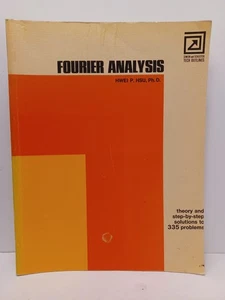 FOURIER ANALYSIS
HWEI P. HSU, Ph.D.
theory and
step-by-step
solutions to
335 problems